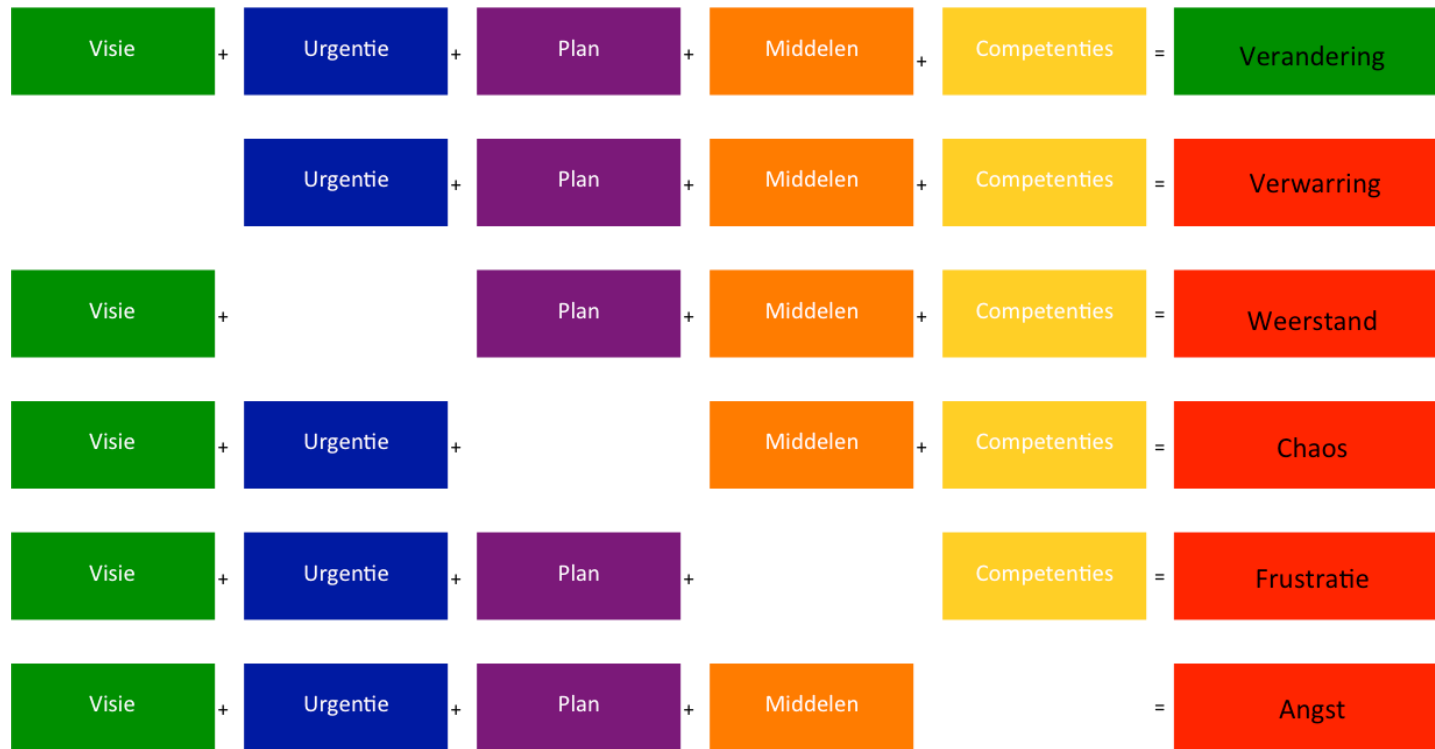 Visie + Urgentie + Plan + Middelen + Competenties = Verandering
Urgentie + Plan + Middelen + Competenties = Verwarring
Visie + Plan + Middelen + Competenties = Weerstand
Visie + Urgentie + Middelen + Competenties = Chaos
Visie + Urgentie + Plan + Competenties = Frustratie
Visie + Urgentie + Plan + Middelen = Angst